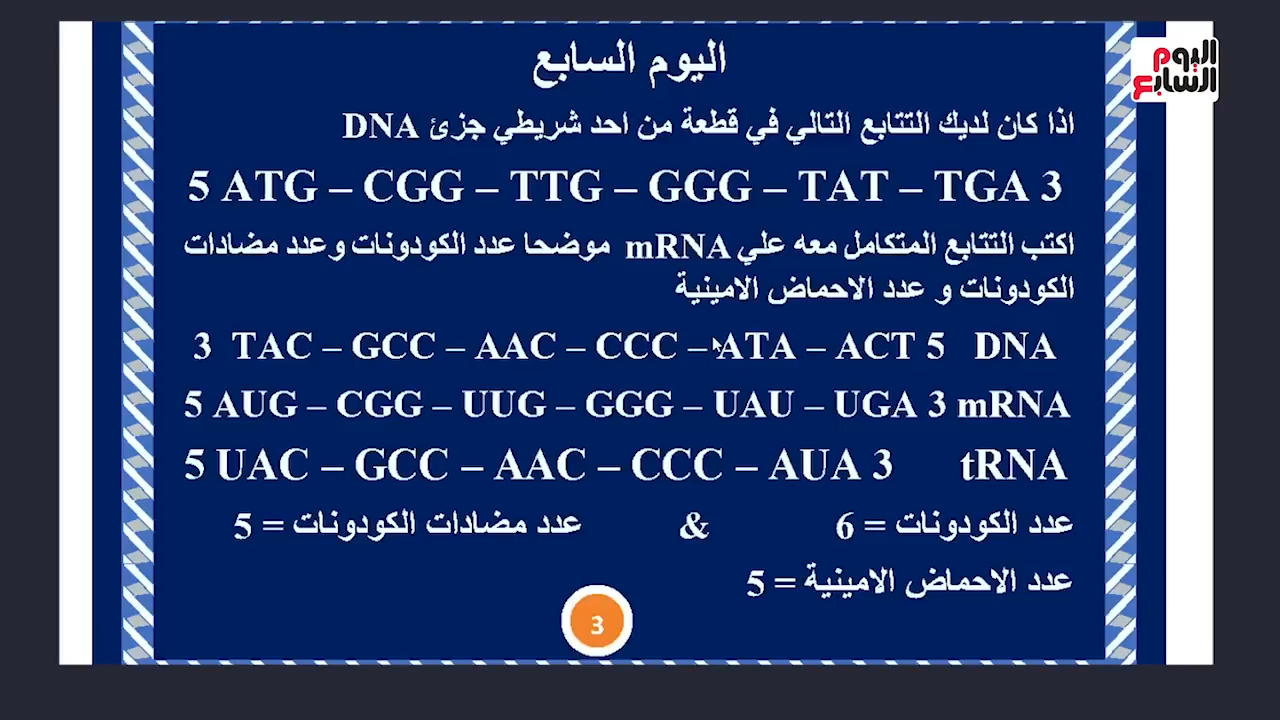 اليوم السابع
اليوم السابع
اذا كان لديك التتابع التالي في قطعة من احد شريطي جزئ DNA
5 ATG – CGG – TTG – GGG – TAT – TGA 3
اكتب التتابع المتكامل معه علي mRNA موضحا عدد الكودونات وعدد مضادات
الكودونات و عدد الاحماض الامينية
3 TAC – GCC – AAC – CCC – ATA – ACT 5 DNA
5 AUG – CGG – UUG – GGG – UAU – UGA 3 mRNA
5 UAC – GCC – AAC – CCC – AUA 3 tRNA
عدد الكودونات = 6 & عدد مضادات الكودونات = 5
عدد الاحماض الامينية = 5
3